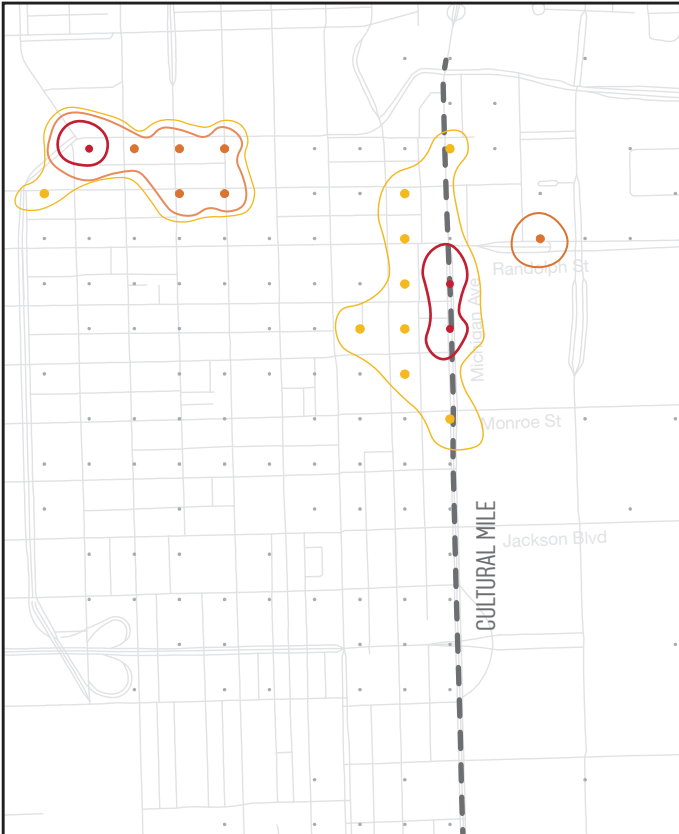 Randolph St
Michigan Ave
Monroe St
CULTURAL MILE
Jackson Blvd